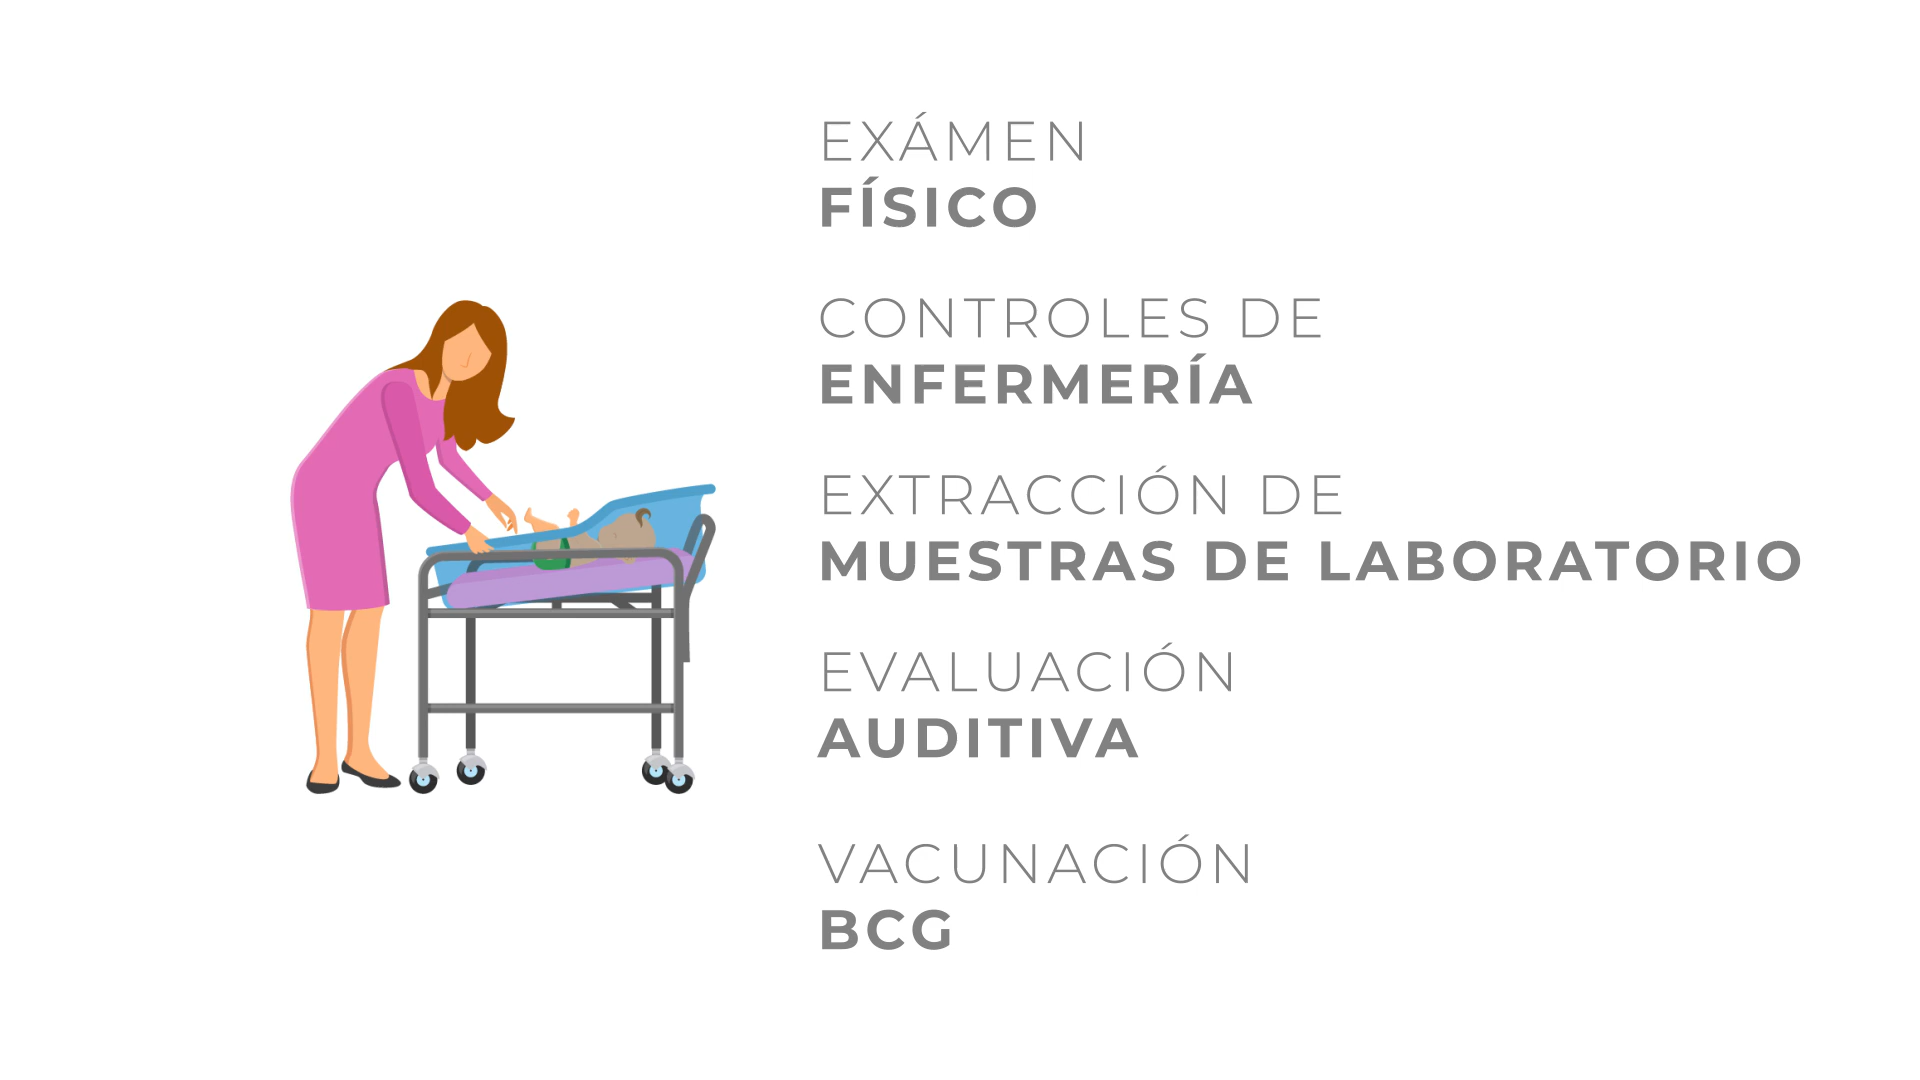 EXÁMEN
FÍSICO
CONTROLES DE
ENFERMERÍA
EXTRACCIÓN DE
MUESTRAS DE LABORATORIO
EVALUACIÓN
AUDITIVA
VACUNACIÓN
BCG